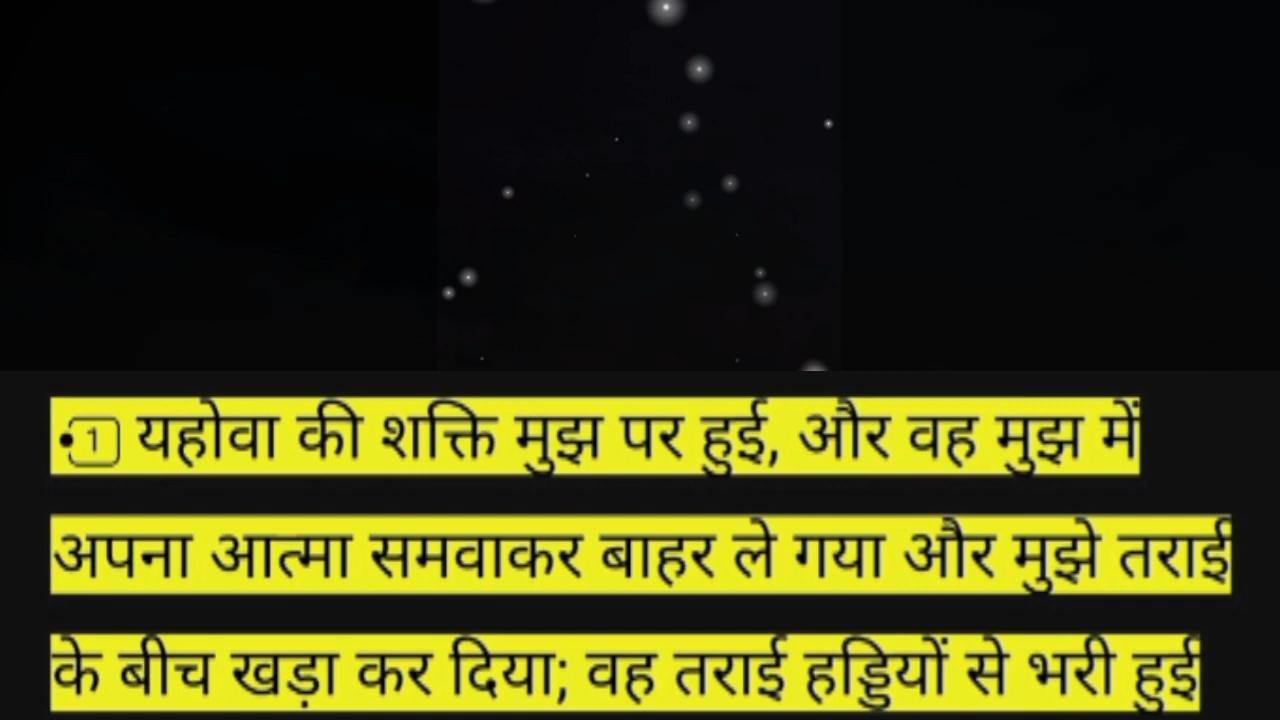 •1 यहोवा की शक्ति मुझ पर हुई, और वह मुझ में
अपना आत्मा समवाकर बाहर ले गया और मुझे तराई
के बीच खड़ा कर दिया; वह तराई हड्डियों से भरी हुई